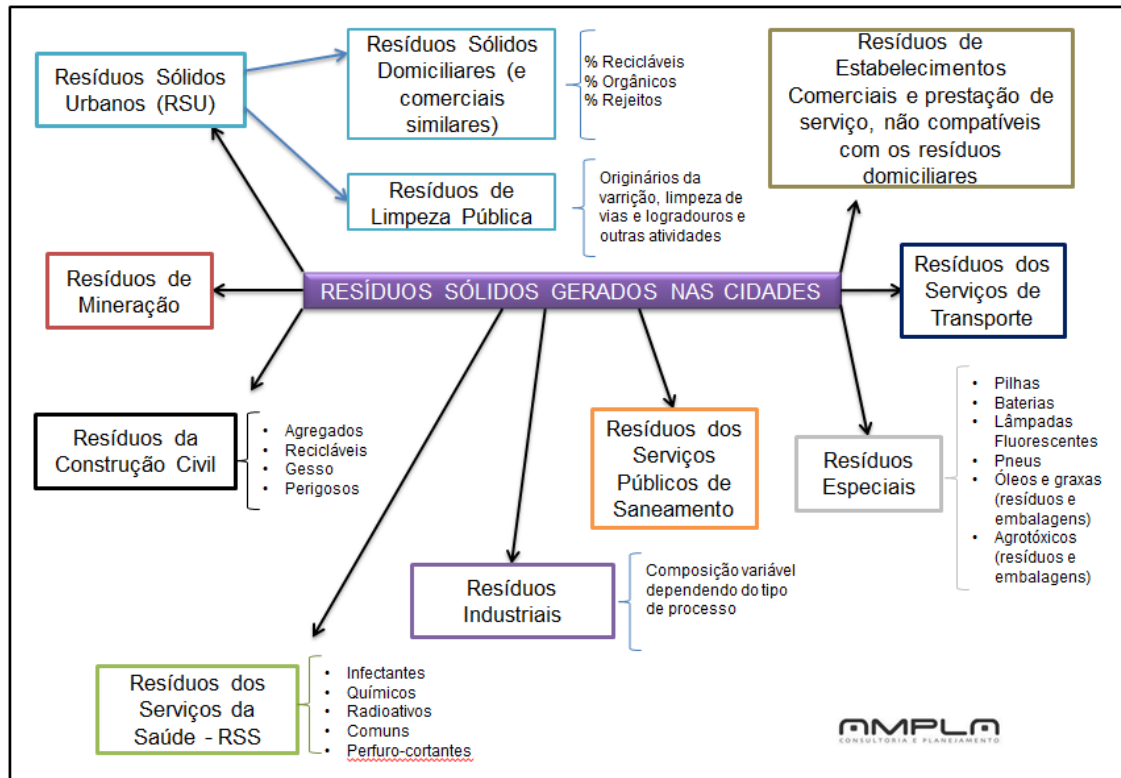 Resíduos Sólidos
Urbanos (RSU)
Resíduos Sólidos
Domiciliares (e
comerciais
similares)
% Recicláveis
% Orgânicos
% Rejeitos
Resíduos de
Limpeza Pública
Originários da
varrição, limpeza de
vias e logradouros e
outras atividades
Resíduos de
Estabelecimentos
Comerciais e prestação de
serviço, não compatíveis
com os resíduos
domiciliares
Resíduos de
Mineração
RESÍDUOS SÓLIDOS GERADOS NAS CIDADES
Resíduos dos
Serviços de
Transporte
Resíduos da
Construção Civil
• Agregados
• Recicláveis
• Gesso
• Perigosos
Resíduos dos
Serviços
Públicos de
Saneamento
Resíduos
Especiais
• Pilhas
• Baterias
• Lâmpadas
Fluorescentes
• Pneus
• Óleos e graxas
(resíduos e
embalagens)
• Agrotóxicos
(resíduos e
embalagens)
Resíduos
Industriais
Composição variável
dependendo do tipo
de processo
Resíduos dos
Serviços da
Saúde - RSS
• Infectantes
• Químicos
• Radioativos
• Comuns
• Perfuro-cortantes
AMPLA
CONSULTORIA E PLANEJAMENTO